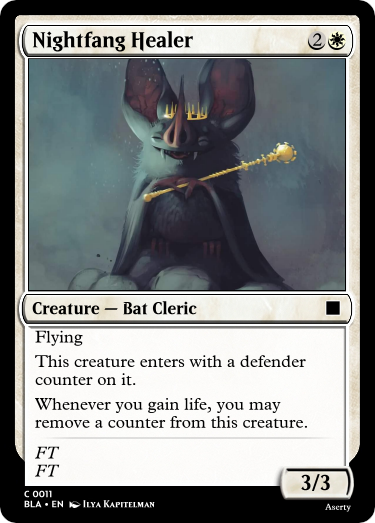 Nightfang Healer 2
Creature — Bat Cleric
Flying
This creature enters with a defender
counter on it.
Whenever you gain life, you may
remove a counter from this creature.
FT
FT
3/3
C 0011
BLA • EN Ilya Kapitelman
Aserty